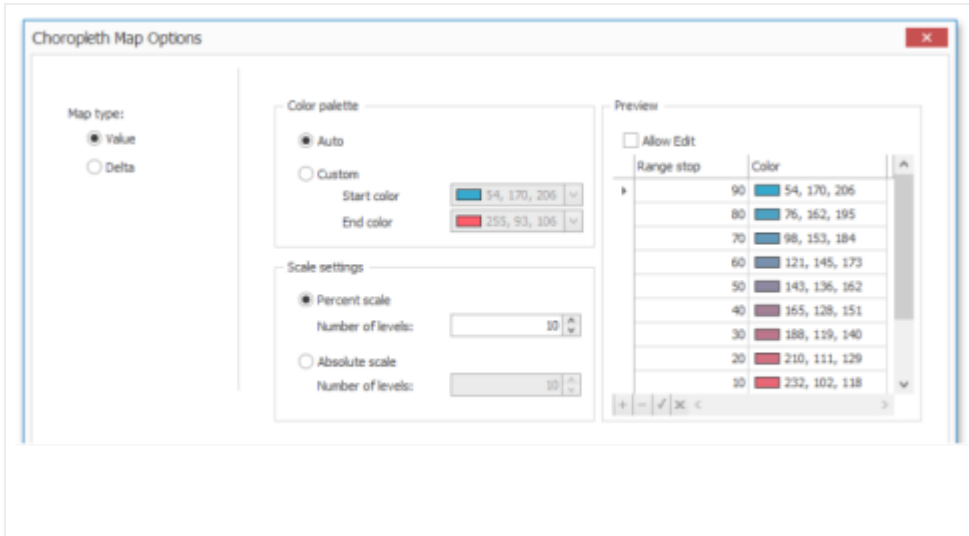 Choropleth Map Options
Map type:
Value
Delta
Color palette
Auto
Custom
Start color 54, 170, 206
End color 255, 93, 106
Scale settings
Percent scale
Number of levels: 10
Absolute scale
Number of levels: 10
Preview
Allow Edit
Range stop Color
90 54, 170, 206
80 76, 162, 195
70 98, 153, 184
60 121, 145, 173
50 143, 136, 162
40 165, 128, 151
30 188, 119, 140
20 210, 111, 129
10 232, 102, 118